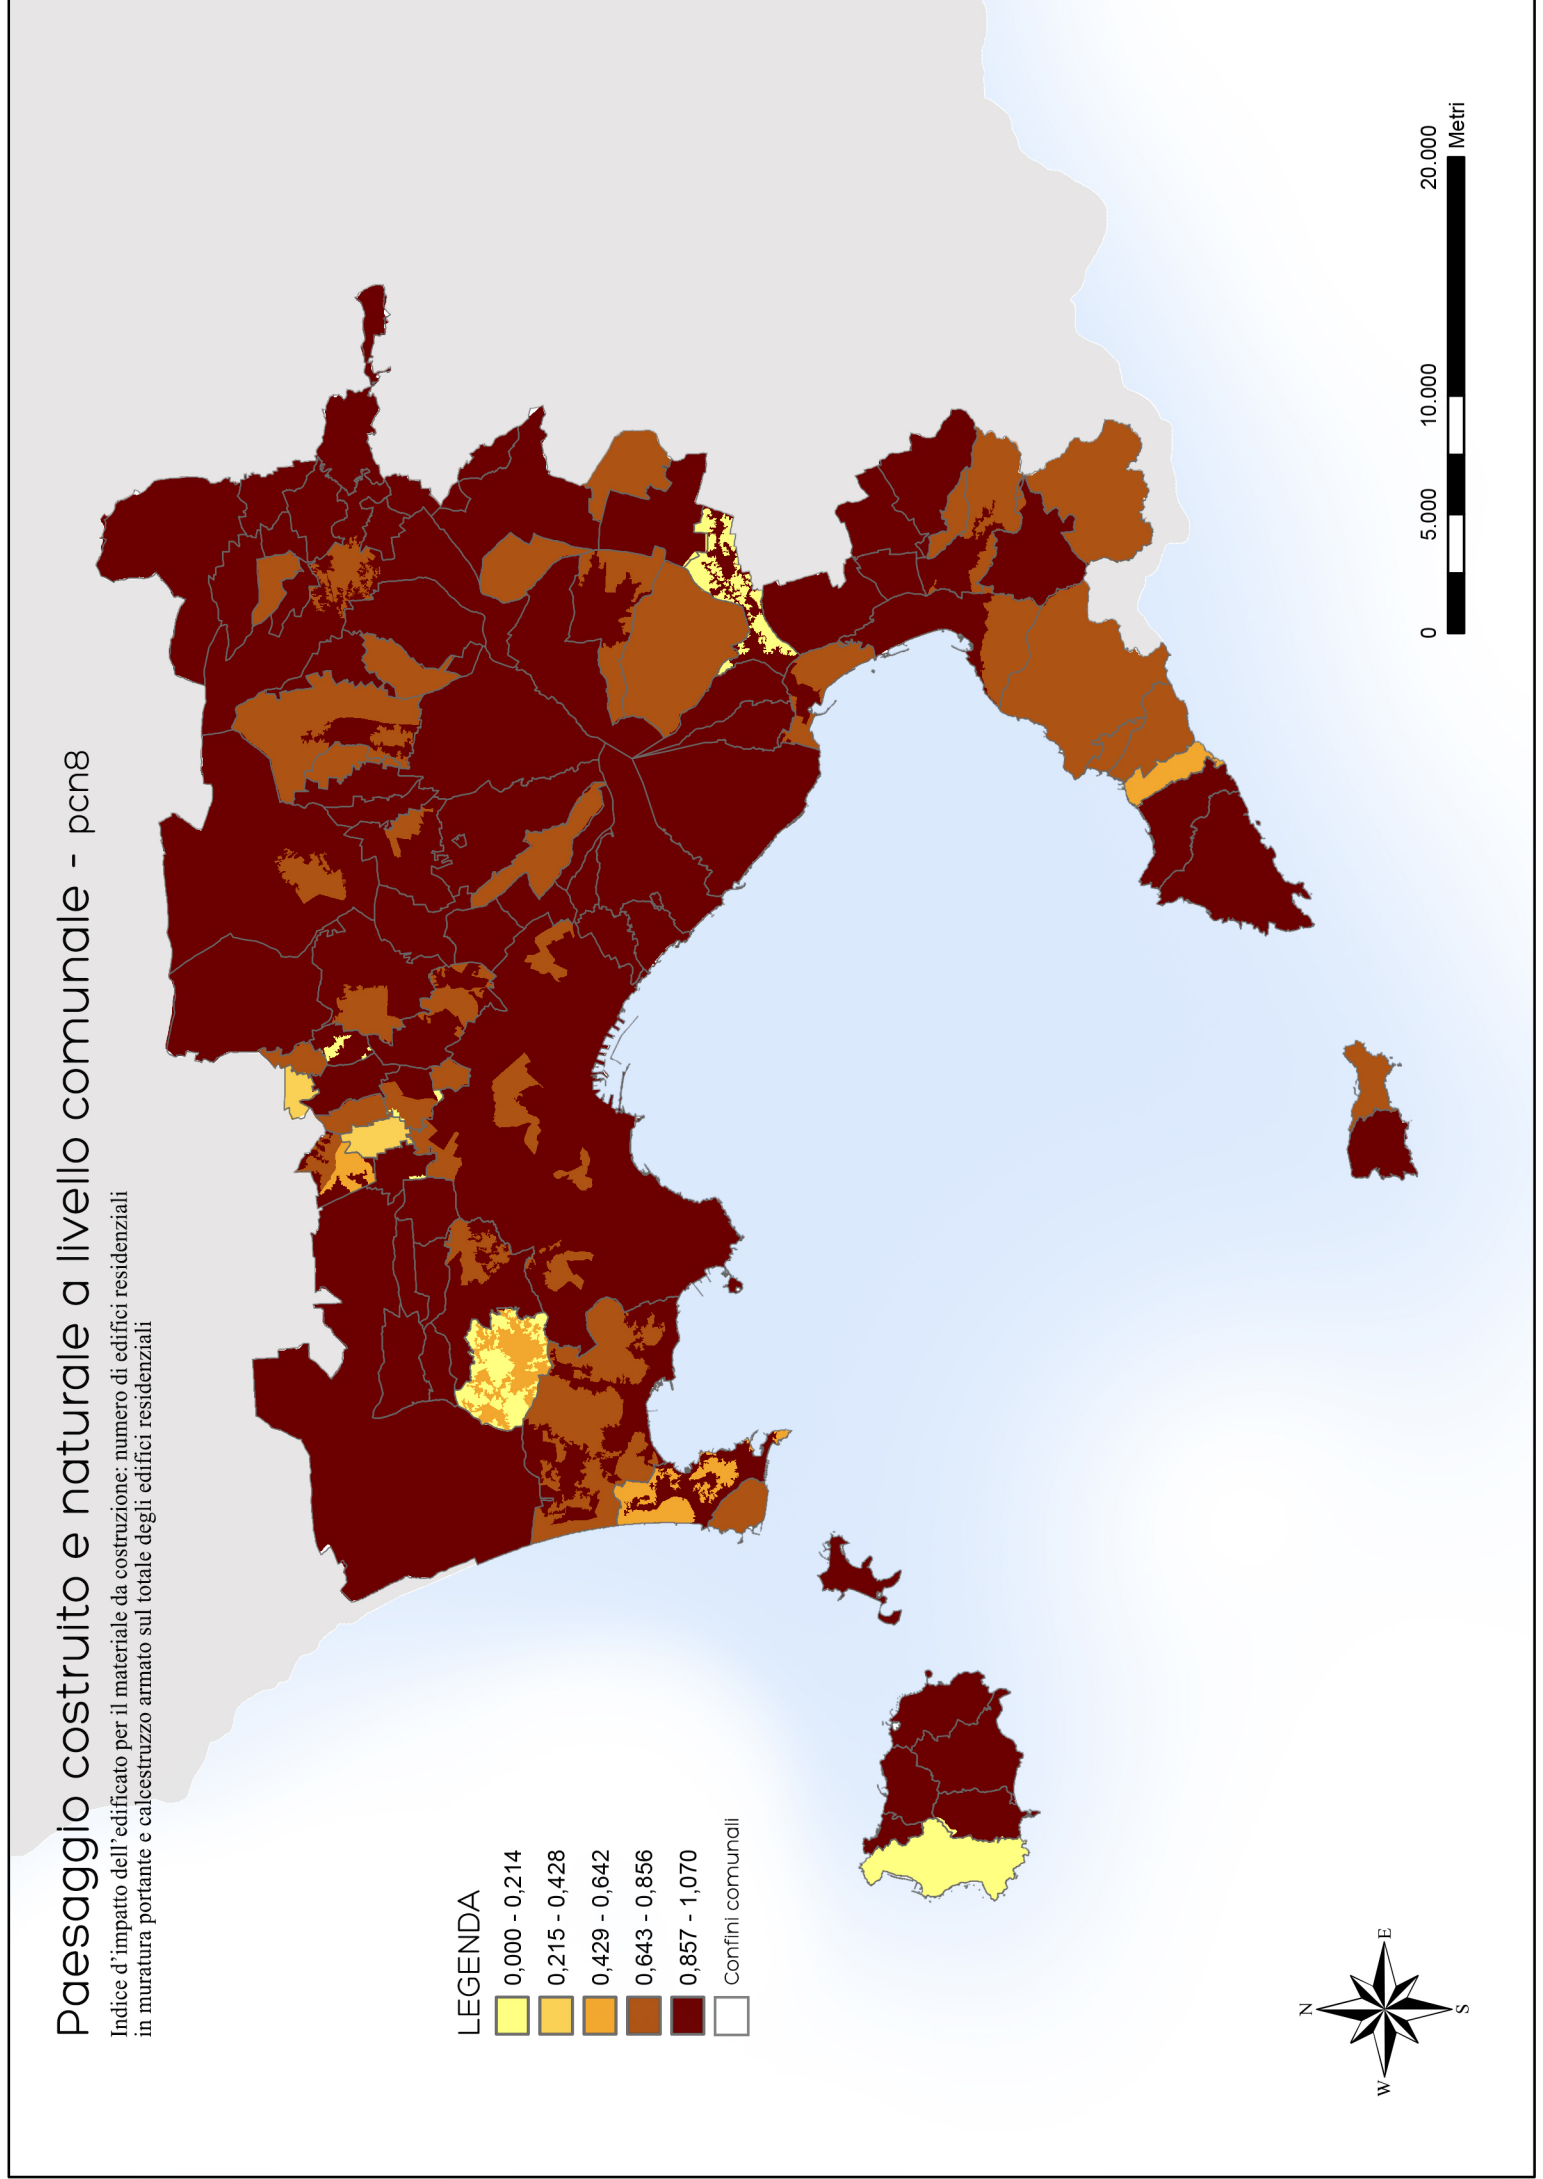 Paesaggio costruito e naturale a livello comunale - pcn8
Indice d'impatto dell'edificato per il materiale da costruzione: numero di edifici residenziali
in muratura portante e calcestruzzo armato sul totale degli edifici residenziali
LEGENDA
0,000 - 0,214
0,215 - 0,428
0,429 - 0,642
0,643 - 0,856
0,857 - 1,070
Confini comunali
N
W
E
S
0
5.000
10.000
20.000
Metri